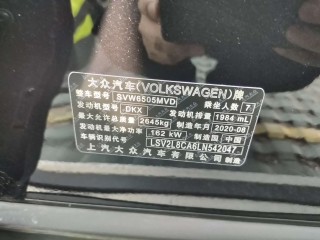 大众汽车(VOLKSWAGEN)牌
整车型号 SVW6505MVD 乘坐人数 7
发动机型号 DKX 发动机排量 1984 mL
最大允许总质量 2645kg 制造年月 2020-06
发动机最大净功率 162 kW 制造国 中国
车辆识别代号 LSV2L6CA6LN542047
上汽大众汽车有限公司